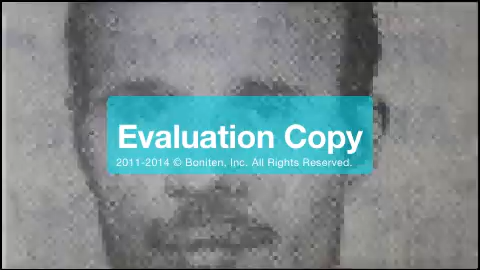 Evaluation Copy
2011-2014 © Boniten, Inc. All Rights Reserved.